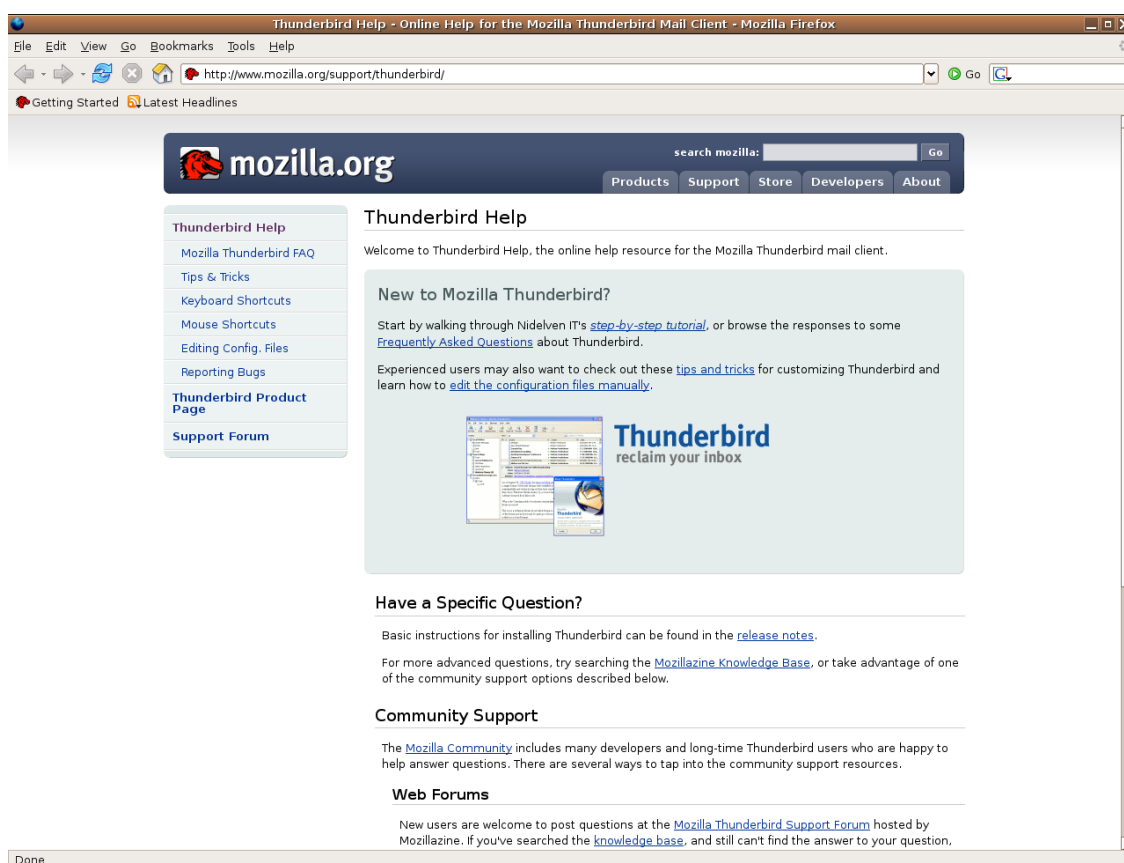 Thunderbird Help - Online Help for the Mozilla Thunderbird Mail Client - Mozilla Firefox
File Edit View Go Bookmarks Tools Help
http://www.mozilla.org/support/thunderbird/ Go
Getting Started Latest Headlines
mozilla.org
search mozilla: Go
Products Support Store Developers About
Thunderbird Help
Mozilla Thunderbird FAQ
Tips & Tricks
Keyboard Shortcuts
Mouse Shortcuts
Editing Config. Files
Reporting Bugs
Thunderbird Product
Page
Support Forum
Thunderbird Help
Welcome to Thunderbird Help, the online help resource for the Mozilla Thunderbird mail client.
New to Mozilla Thunderbird?
Start by walking through Nidelven IT's step-by-step tutorial, or browse the responses to some
Frequently Asked Questions about Thunderbird.
Experienced users may also want to check out these tips and tricks for customizing Thunderbird and
learn how to edit the configuration files manually.
Thunderbird
reclaim your inbox
Have a Specific Question?
Basic instructions for installing Thunderbird can be found in the release notes.
For more advanced questions, try searching the Mozillazine Knowledge Base, or take advantage of one
of the community support options described below.
Community Support
The Mozilla Community includes many developers and long-time Thunderbird users who are happy to
help answer questions. There are several ways to tap into the community support resources.
Web Forums
New users are welcome to post questions at the Mozilla Thunderbird Support Forum hosted by
Mozillazine. If you've searched the knowledge base, and still can't find the answer to your question,
Done